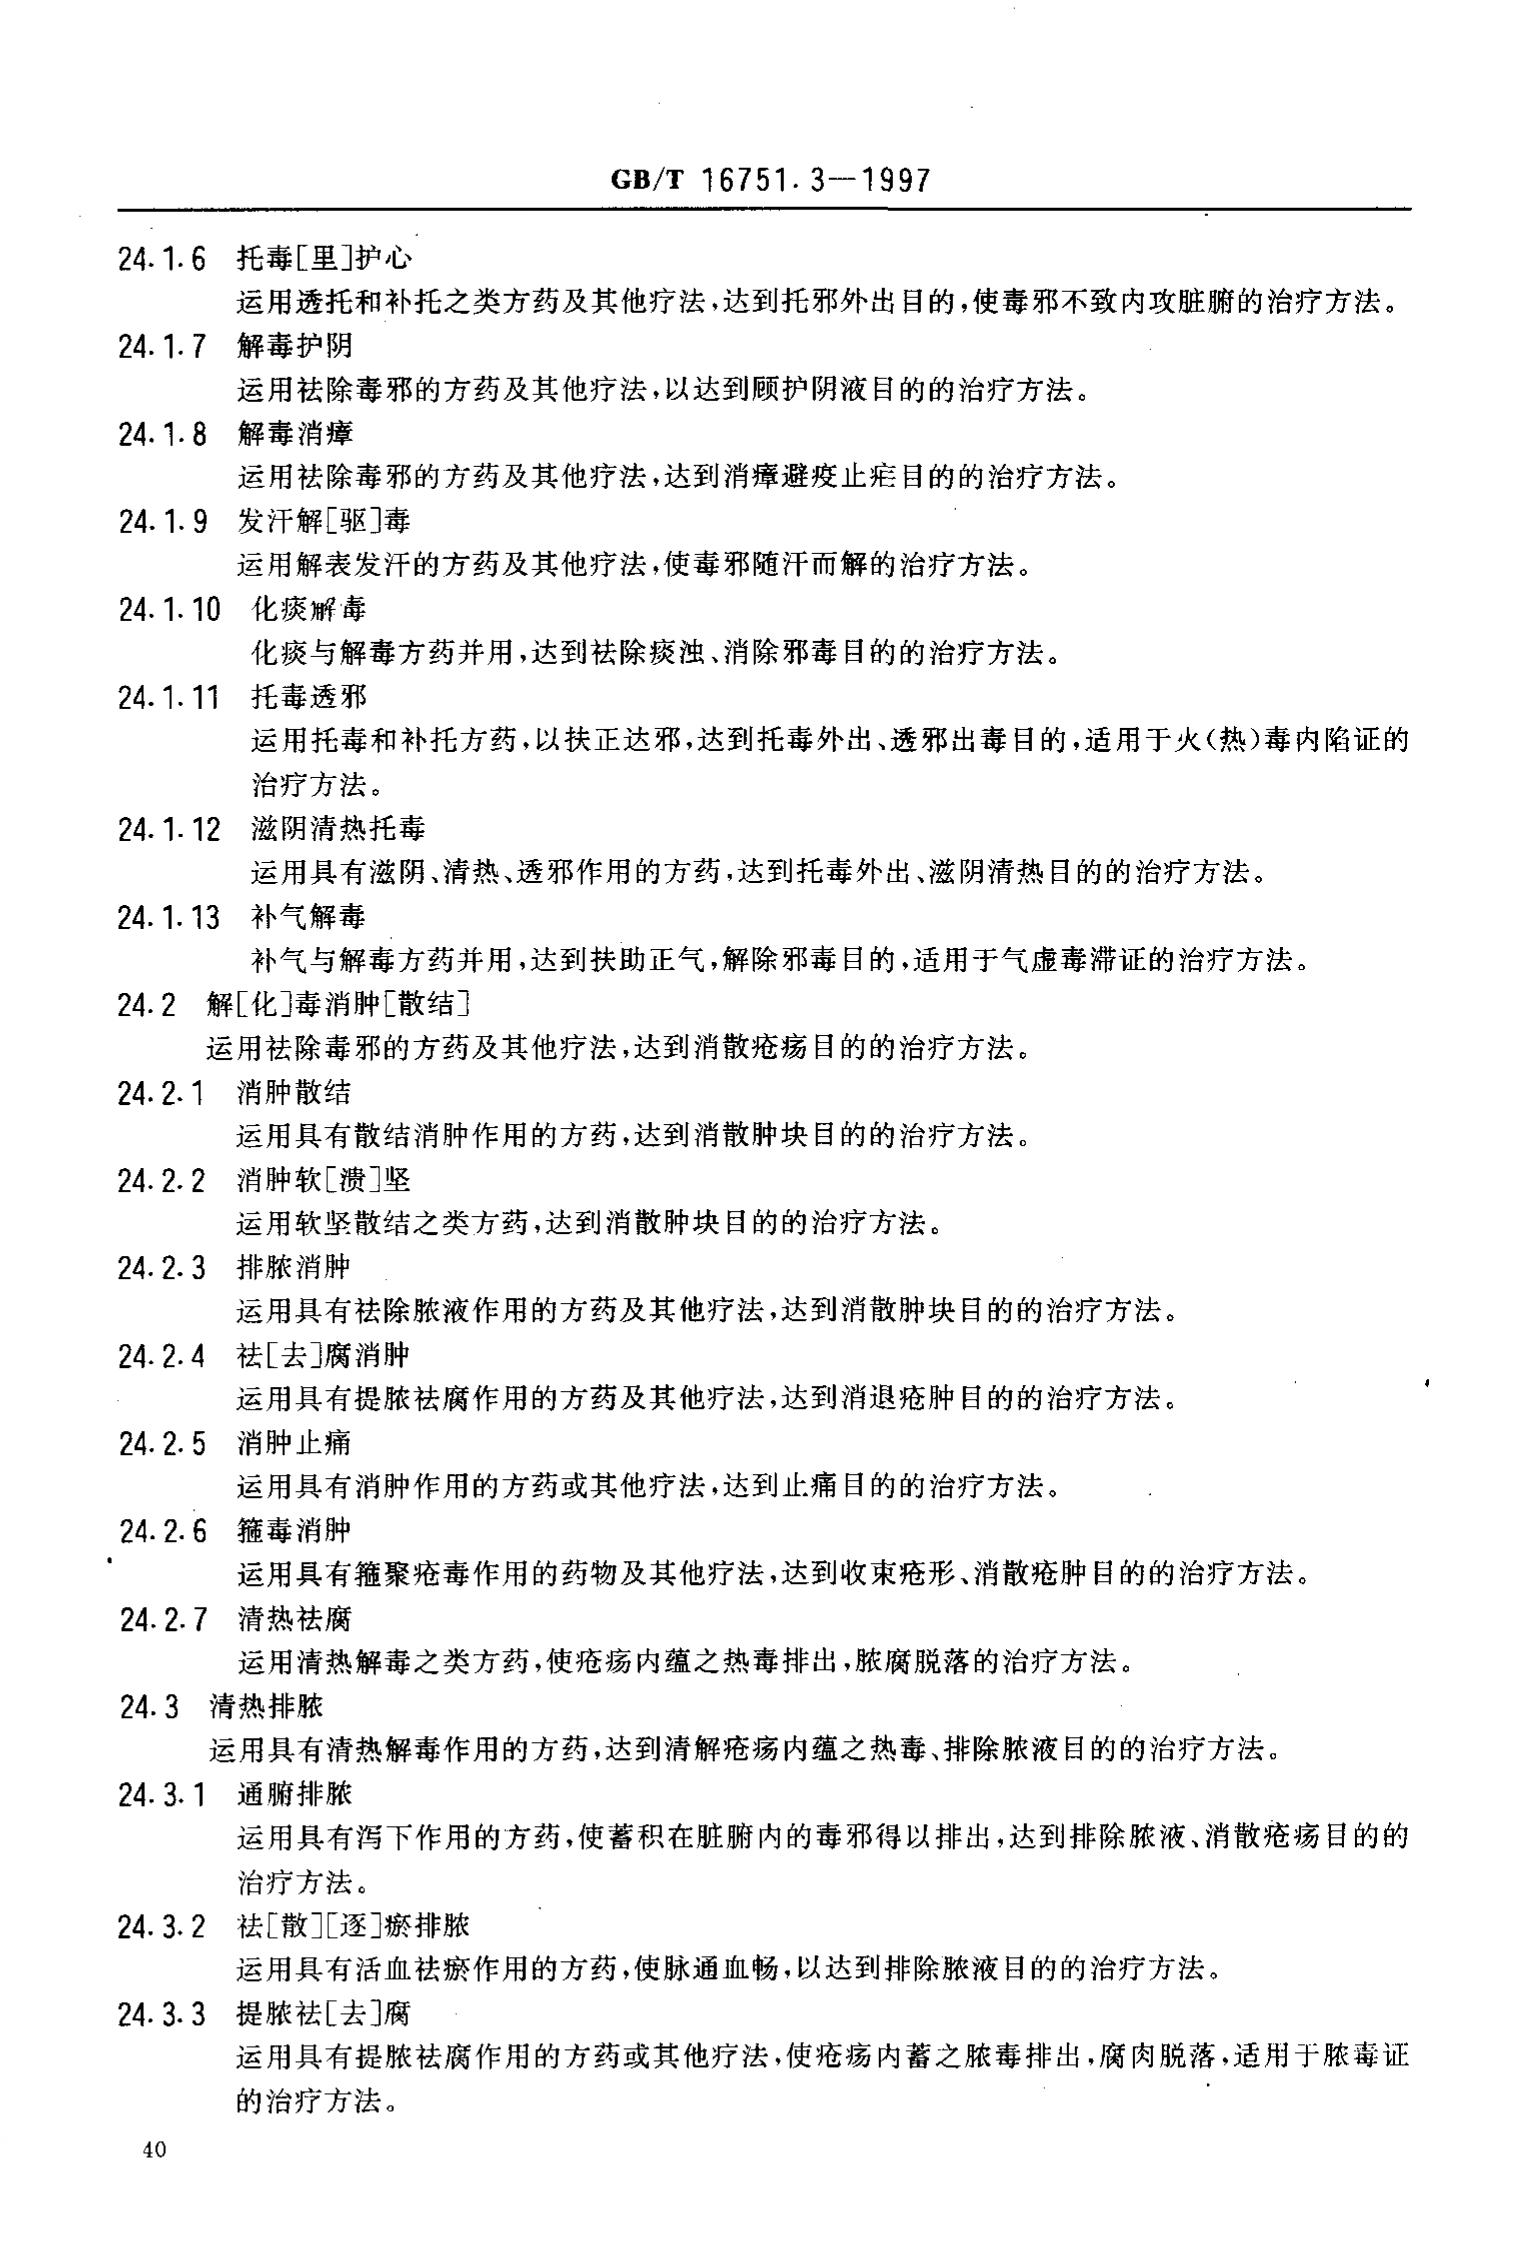 GB/T 16751.3—1997
24.1.6 托毒[里]护心
运用透托和补托之类方药及其他疗法,达到托邪外出目的,使毒邪不致内攻脏腑的治疗方法。
24.1.7 解毒护阴
运用祛除毒邪的方药及其他疗法,以达到顾护阴液目的的治疗方法。
24.1.8 解毒消瘴
运用祛除毒邪的方药及其他疗法,达到消瘴避疫止疟目的的治疗方法。
24.1.9 发汗解[驱]毒
运用解表发汗的方药及其他疗法,使毒邪随汗而解的治疗方法。
24.1.10 化痰解毒
化痰与解毒方药并用,达到祛除痰浊、消除邪毒目的的治疗方法。
24.1.11 托毒透邪
运用托毒和补托方药,以扶正达邪,达到托毒外出、透邪出毒目的,适用于火(热)毒内陷证的
治疗方法。
24.1.12 滋阴清热托毒
运用具有滋阴、清热、透邪作用的方药,达到托毒外出、滋阴清热目的的治疗方法。
24.1.13 补气解毒
补气与解毒方药并用,达到扶助正气,解除邪毒目的,适用于气虚毒滞证的治疗方法。
24.2 解[化]毒消肿[散结]
运用祛除毒邪的方药及其他疗法,达到消散疮疡目的的治疗方法。
24.2.1 消肿散结
运用具有散结消肿作用的方药,达到消散肿块目的的治疗方法。
24.2.2 消肿软[溃]坚
运用软坚散结之类方药,达到消散肿块目的的治疗方法。
24.2.3 排脓消肿
运用具有祛除脓液作用的方药及其他疗法,达到消散肿块目的的治疗方法。
24.2.4 祛[去]腐消肿
运用具有提脓祛腐作用的方药及其他疗法,达到消退疮肿目的的治疗方法。
24.2.5 消肿止痛
运用具有消肿作用的方药或其他疗法,达到止痛目的的治疗方法。
24.2.6 箍毒消肿
运用具有箍聚疮毒作用的药物及其他疗法,达到收束疮形、消散疮肿目的的治疗方法。
24.2.7 清热祛腐
运用清热解毒之类方药,使疮疡内蕴之热毒排出,脓腐脱落的治疗方法。
24.3 清热排脓
运用具有清热解毒作用的方药,达到清解疮疡内蕴之热毒、排除脓液目的的治疗方法。
24.3.1 通腑排脓
运用具有泻下作用的方药,使蓄积在脏腑内的毒邪得以排出,达到排除脓液、消散疮疡目的的
治疗方法。
24.3.2 祛[散][逐]瘀排脓
运用具有活血祛瘀作用的方药,使脉通血畅,以达到排除脓液目的的治疗方法。
24.3.3 提脓祛[去]腐
运用具有提脓祛腐作用的方药或其他疗法,使疮疡内蓄之脓毒排出,腐肉脱落,适用于脓毒证
的治疗方法。
40